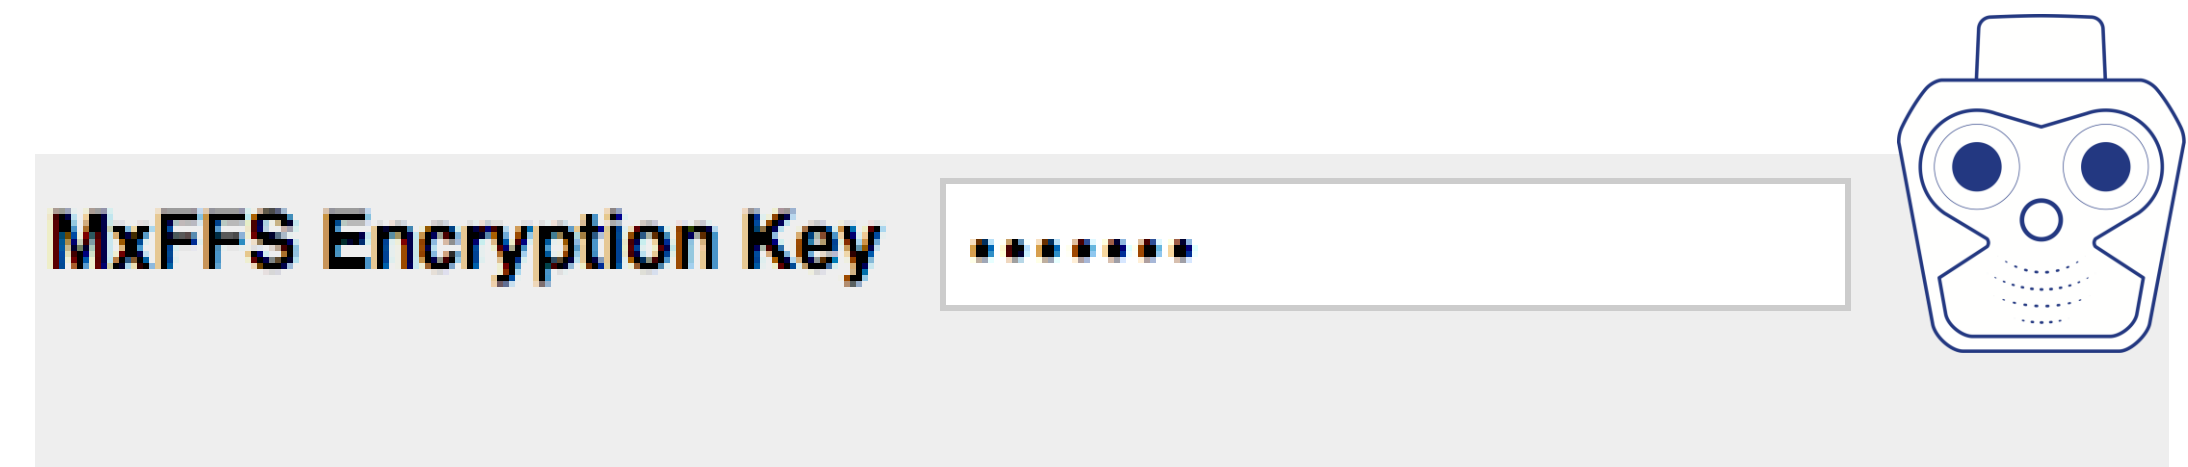 MxFFS Encryption Key •••••••